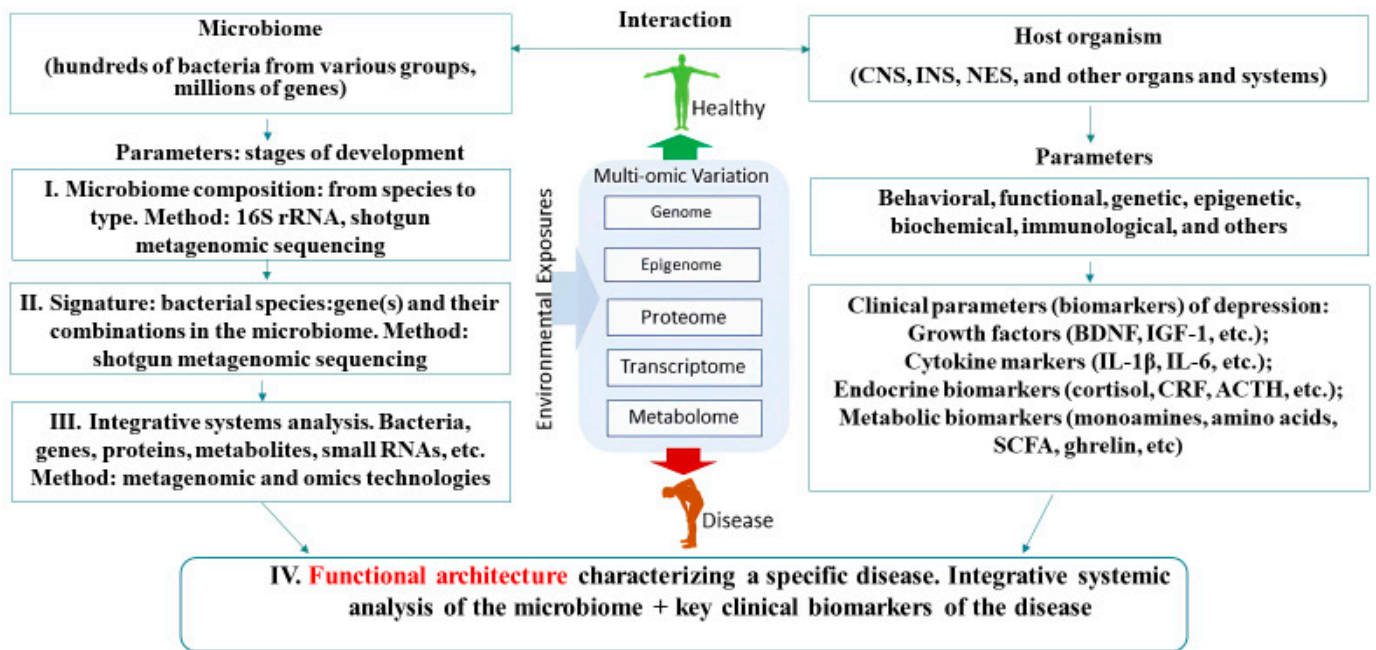 Interaction
Microbiome
(hundreds of bacteria from various groups,
millions of genes)
Parameters: stages of development
I. Microbiome composition: from species to
type. Method: 16S rRNA, shotgun
metagenomic sequencing
II. Signature: bacterial species:gene(s) and their
combinations in the microbiome. Method:
shotgun metagenomic sequencing
III. Integrative systems analysis. Bacteria,
genes, proteins, metabolites, small RNAs, etc.
Method: metagenomic and omics technologies
Healthy
Environmental Exposures
Multi-omic Variation
Genome
Epigenome
Proteome
Transcriptome
Metabolome
Disease
Host organism
(CNS, INS, NES, and other organs and systems)
Parameters
Behavioral, functional, genetic, epigenetic,
biochemical, immunological, and others
Clinical parameters (biomarkers) of depression:
Growth factors (BDNF, IGF-1, etc.);
Cytokine markers (IL-1β, IL-6, etc.);
Endocrine biomarkers (cortisol, CRF, ACTH, etc.);
Metabolic biomarkers (monoamines, amino acids,
SCFA, ghrelin, etc)
IV. Functional architecture characterizing a specific disease. Integrative systemic
analysis of the microbiome + key clinical biomarkers of the disease